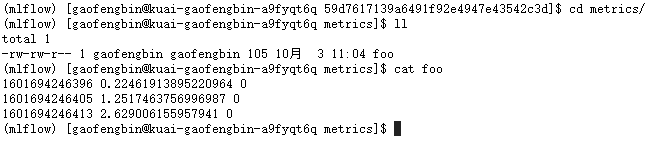 (mlflow) [gaofengbin@kuai-gaofengbin-a9fyqt6q 59d7617139a6491f92e4947e43542c3d]$ cd metrics/
(mlflow) [gaofengbin@kuai-gaofengbin-a9fyqt6q metrics]$ ll
total 1
-rw-rw-r-- 1 gaofengbin gaofengbin 105 10月  3 11:04 foo
(mlflow) [gaofengbin@kuai-gaofengbin-a9fyqt6q metrics]$ cat foo
1601694246396 0.22461913895220964 0
1601694246405 1.2517463756996987 0
1601694246413 2.629006155957941 0
(mlflow) [gaofengbin@kuai-gaofengbin-a9fyqt6q metrics]$